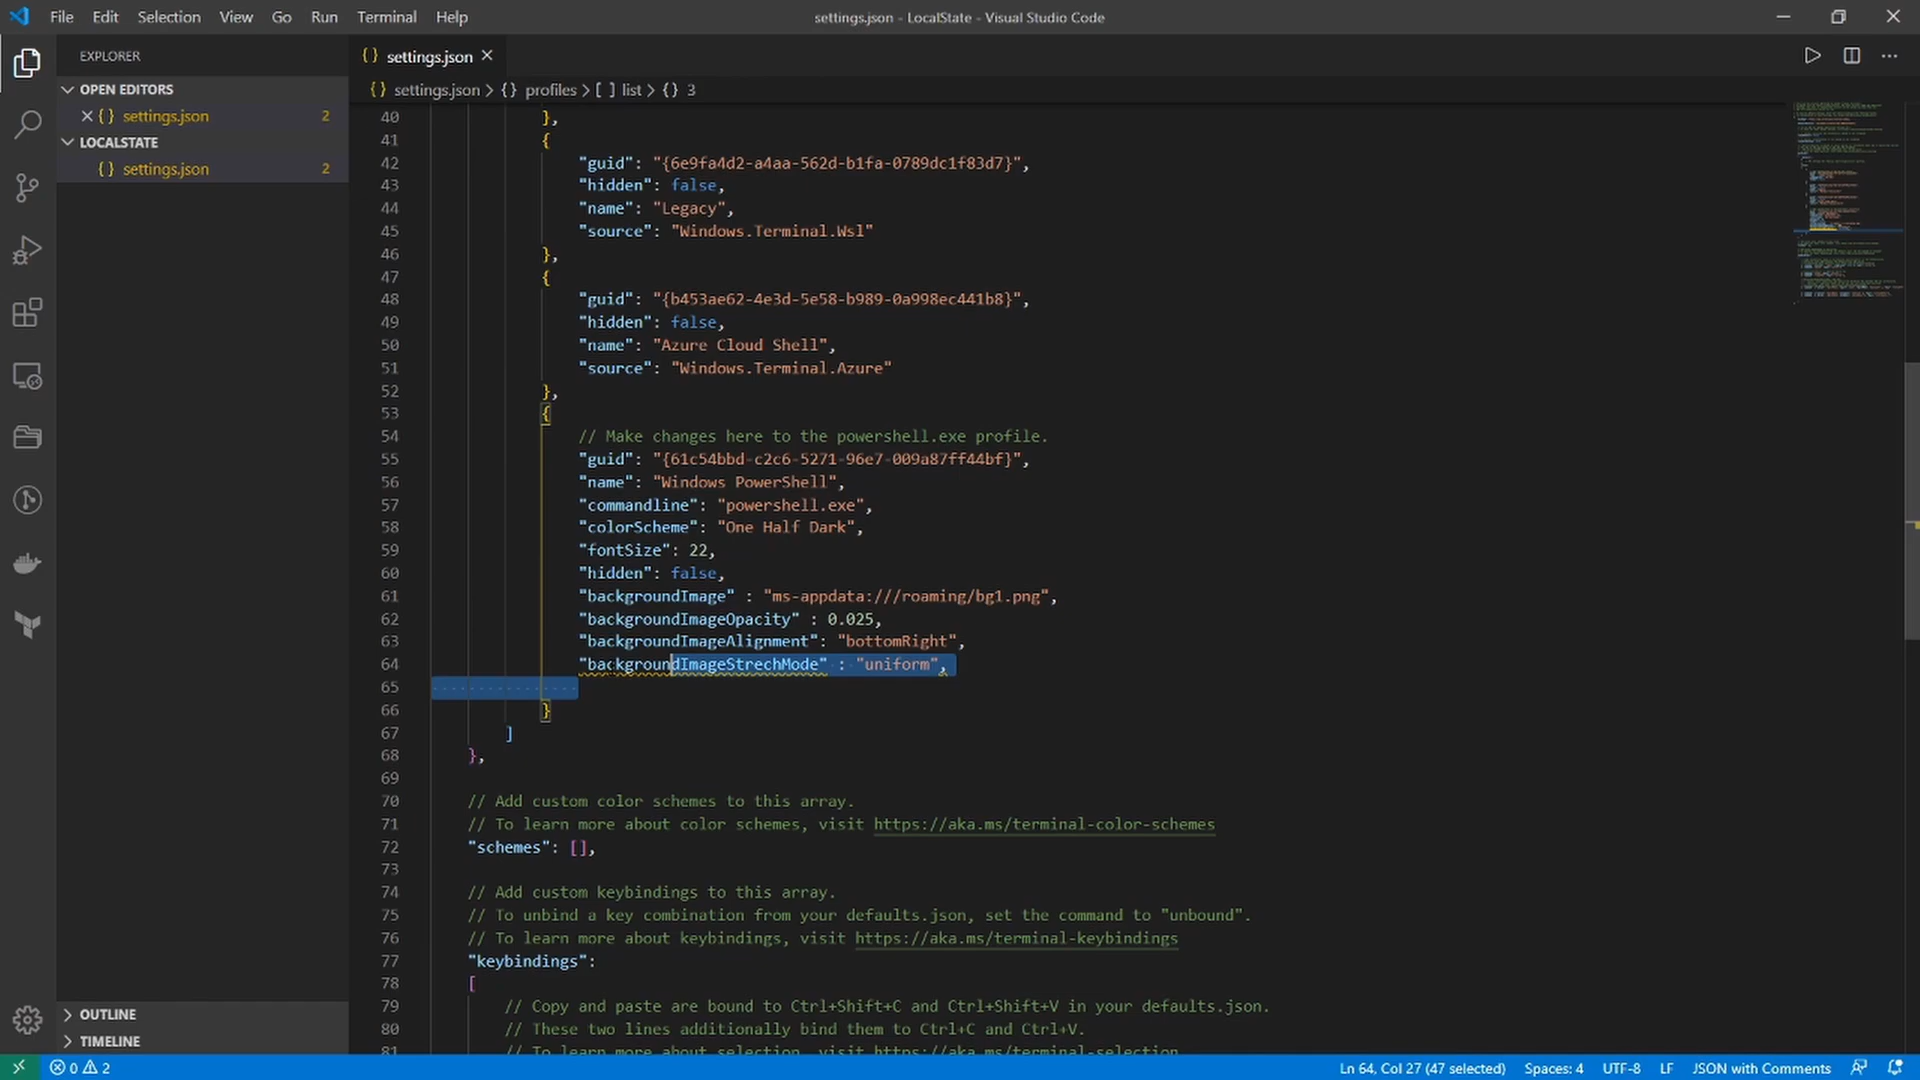 File Edit Selection View Go Run Terminal Help
settings.json - LocalState - Visual Studio Code
EXPLORER
OPEN EDITORS
settings.json 2
LOCALSTATE
settings.json 2
OUTLINE
TIMELINE
settings.json
settings.json > {} profiles > [ ] list > {} 3
40 },
41 {
42 "guid": "{6e9fa4d2-a4aa-562d-b1fa-0789dc1f83d7}",
43 "hidden": false,
44 "name": "Legacy",
45 "source": "Windows.Terminal.Wsl"
46 },
47 {
48 "guid": "{b453ae62-4e3d-5e58-b989-0a998ec441b8}",
49 "hidden": false,
50 "name": "Azure Cloud Shell",
51 "source": "Windows.Terminal.Azure"
52 },
53 {
54 // Make changes here to the powershell.exe profile.
55 "guid": "{61c54bbd-c2c6-5271-96e7-009a87ff44bf}",
56 "name": "Windows PowerShell",
57 "commandline": "powershell.exe",
58 "colorScheme": "One Half Dark",
59 "fontSize": 22,
60 "hidden": false,
61 "backgroundImage" : "ms-appdata:///roaming/bg1.png",
62 "backgroundImageOpacity" : 0.025,
63 "backgroundImageAlignment": "bottomRight",
64 "backgroundImageStrechMode" : "uniform",
65
66 }
67 ]
68 },
69
70 // Add custom color schemes to this array.
71 // To learn more about color schemes, visit https://aka.ms/terminal-color-schemes
72 "schemes": [],
73
74 // Add custom keybindings to this array.
75 // To unbind a key combination from your defaults.json, set the command to "unbound".
76 // To learn more about keybindings, visit https://aka.ms/terminal-keybindings
77 "keybindings":
78 [
79 // Copy and paste are bound to Ctrl+Shift+C and Ctrl+Shift+V in your defaults.json.
80 // These two lines additionally bind them to Ctrl+C and Ctrl+V.
81 // To learn more about selection, visit https://aka.ms/terminal-selection
0 2 Ln 64, Col 27 (47 selected) Spaces: 4 UTF-8 LF JSON with Comments